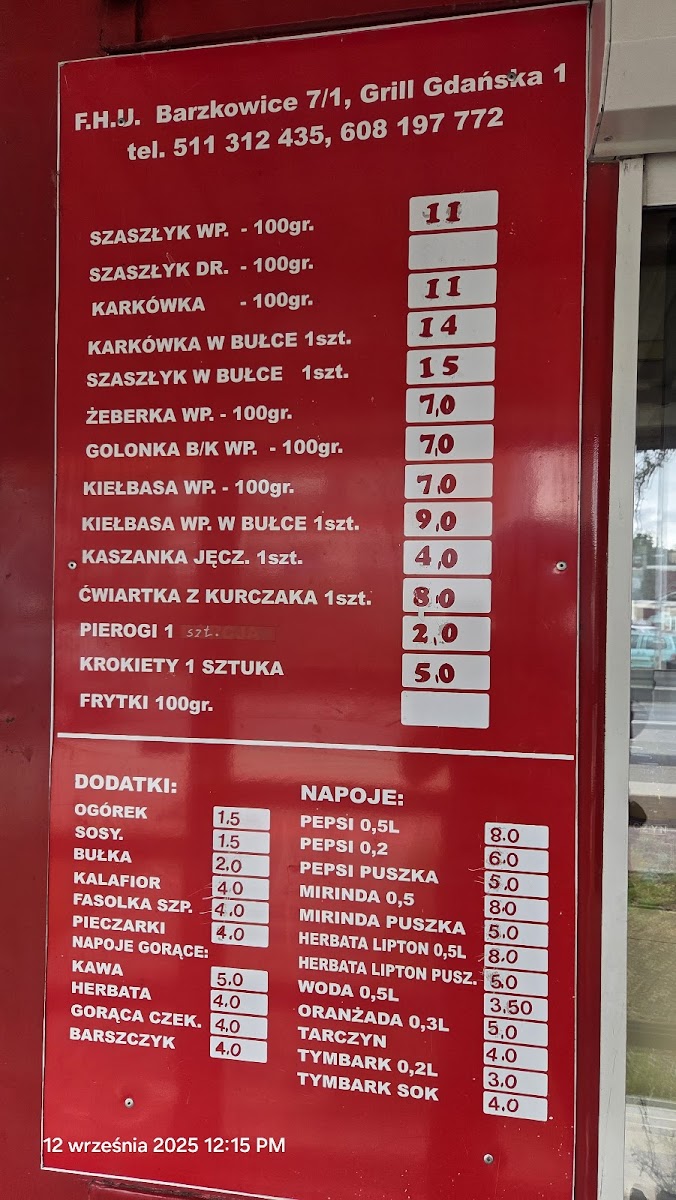 F.H.U. Barzkowice 7/1, Grill Gdańska 1
tel. 511 312 435, 608 197 772
SZASZŁYK WP. - 100gr. 11
SZASZŁYK DR. - 100gr.
KARKÓWKA - 100gr. 11
KARKÓWKA W BUŁCE 1szt. 14
SZASZŁYK W BUŁCE 1szt. 15
ŻEBERKA WP. - 100gr. 7,0
GOLONKA B/K WP. - 100gr. 7,0
KIEŁBASA WP. - 100gr. 7,0
KIEŁBASA WP. W BUŁCE 1szt. 9,0
KASZANKA JĘCZ. 1szt. 4,0
ĆWIARTKA Z KURCZAKA 1szt. 8,0
PIEROGI 1 szt. 2,0
KROKIETY 1 SZTUKA 5,0
FRYTKI 100gr.
DODATKI:
OGÓREK 1.5
SOSY. 1.5
BUŁKA 2.0
KALAFIOR 4.0
FASOLKA SZP. 4.0
PIECZARKI 4.0
NAPOJE GORĄCE:
KAWA 5.0
HERBATA 4.0
GORĄCA CZEK. 4,0
BARSZCZYK 4.0
NAPOJE:
PEPSI 0,5L 8.0
PEPSI 0,2 6.0
PEPSI PUSZKA 5.0
MIRINDA 0,5 8.0
MIRINDA PUSZKA 5.0
HERBATA LIPTON 0,5L 8.0
HERBATA LIPTON PUSZ. 5.0
WODA 0,5L 3,50
ORANŻADA 0,3L 5,0
TARCZYN 4.0
TYMBARK 0,2L 3.0
TYMBARK SOK 4.0
12 września 2025 12:15 PM